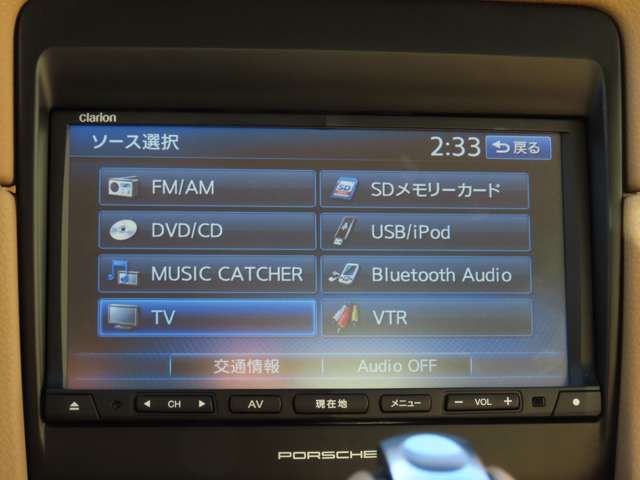 clarion
ソース選択
2:33
戻る
FM/AM
SDメモリーカード
DVD/CD
USB/iPod
MUSIC CATCHER
Bluetooth Audio
TV
VTR
交通情報
Audio OFF
CH
AV
現在地
メニュー
− VOL +
PORSCHE